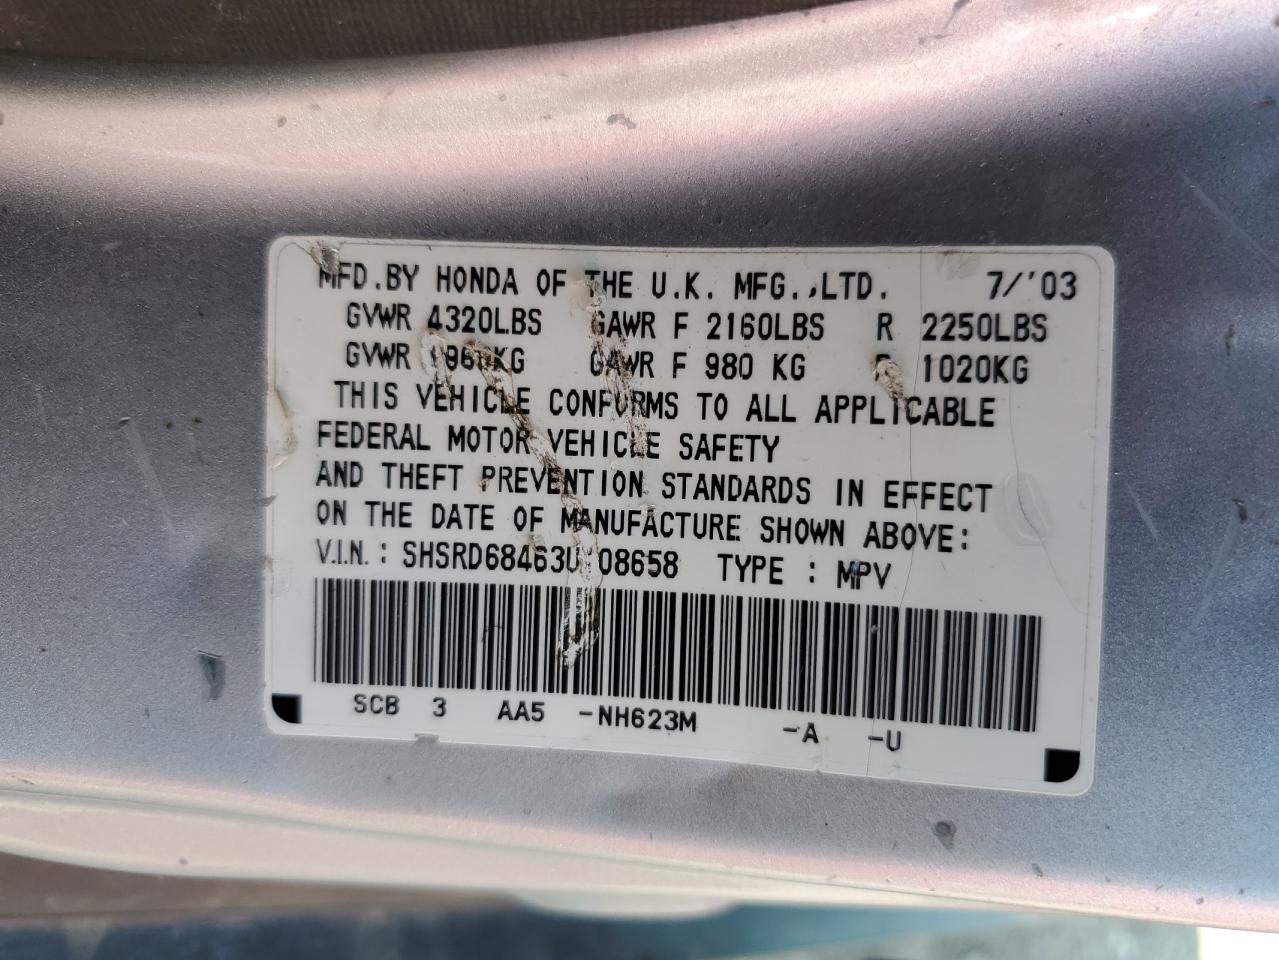 MFD.BY HONDA OF THE U.K. MFG.,LTD. 7/'03
GVWR 4320LBS GAWR F 2160LBS R 2250LBS
GVWR 1960KG GAWR F 980 KG R 1020KG
THIS VEHICLE CONFORMS TO ALL APPLICABLE
FEDERAL MOTOR VEHICLE SAFETY
AND THEFT PREVENTION STANDARDS IN EFFECT
ON THE DATE OF MANUFACTURE SHOWN ABOVE:
V.I.N.: TYPE : MPV
SCB 3 AA5 -NH623M -A -U